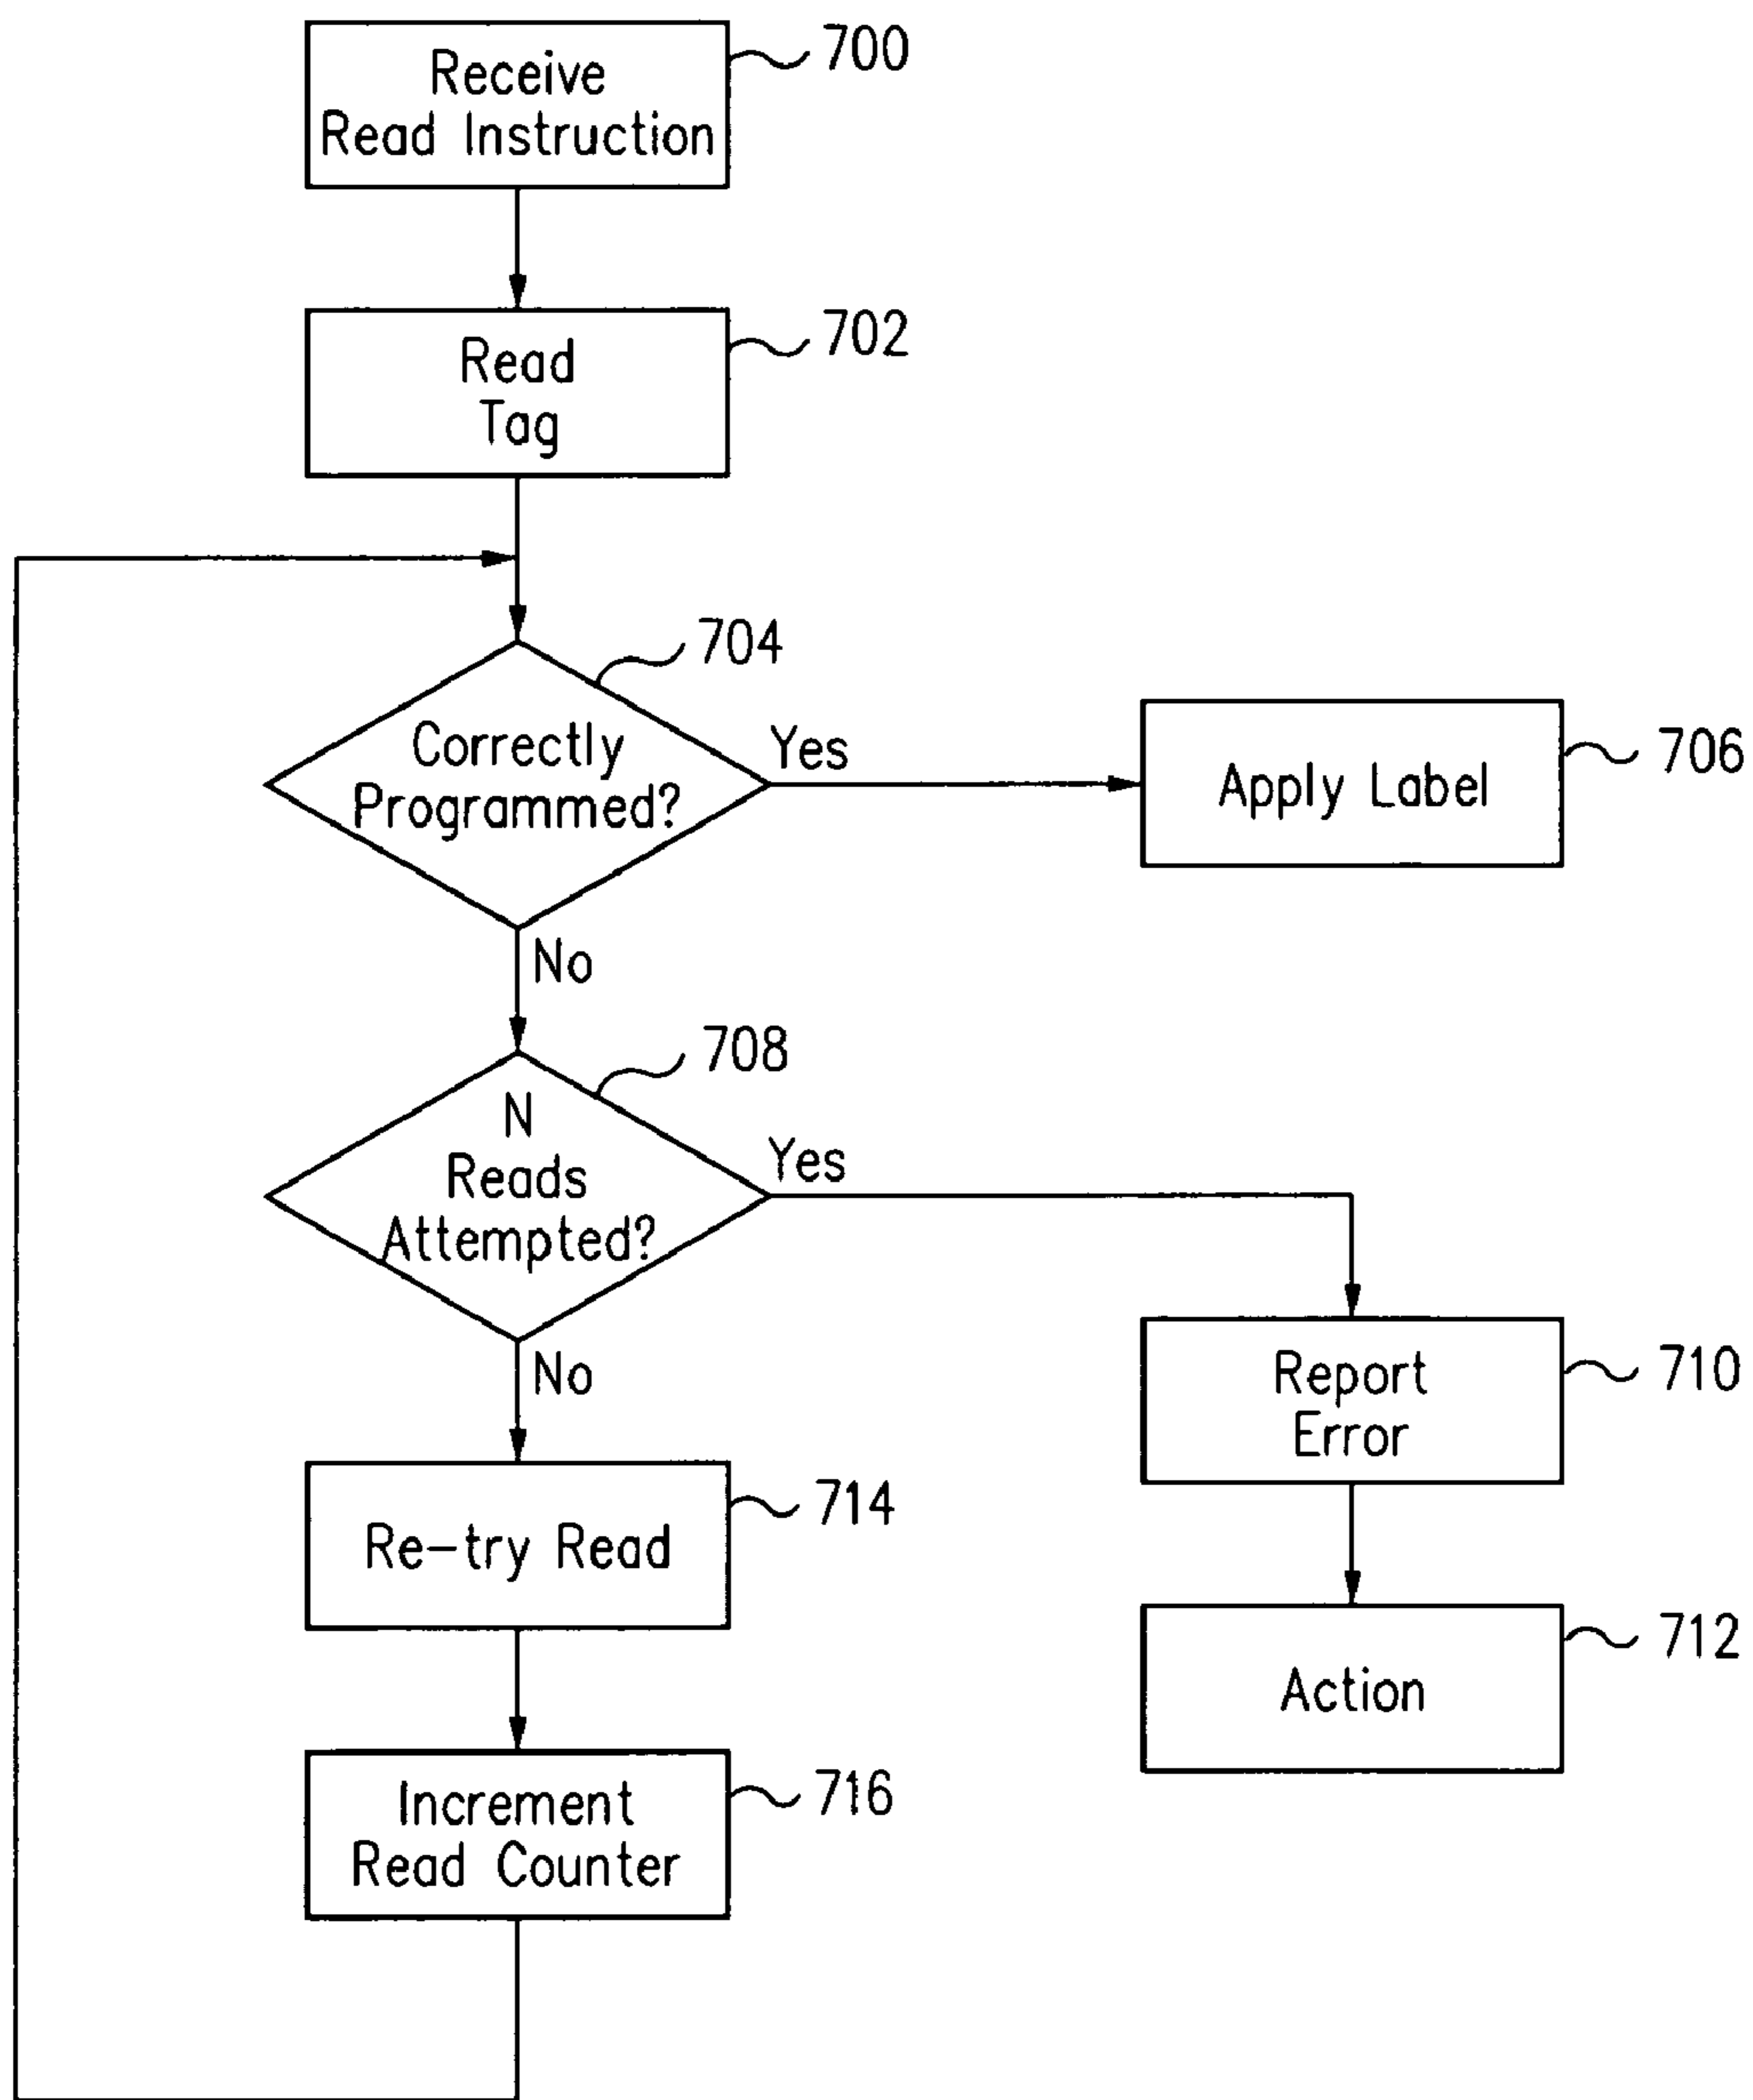 Receive
Read Instruction
700
Read
Tag
702
704
Correctly
Programmed?
Yes
Apply Label
706
No
708
N
Reads
Attempted?
Yes
Report
Error
710
No
Re-try Read
714
Action
712
Increment
Read Counter
716